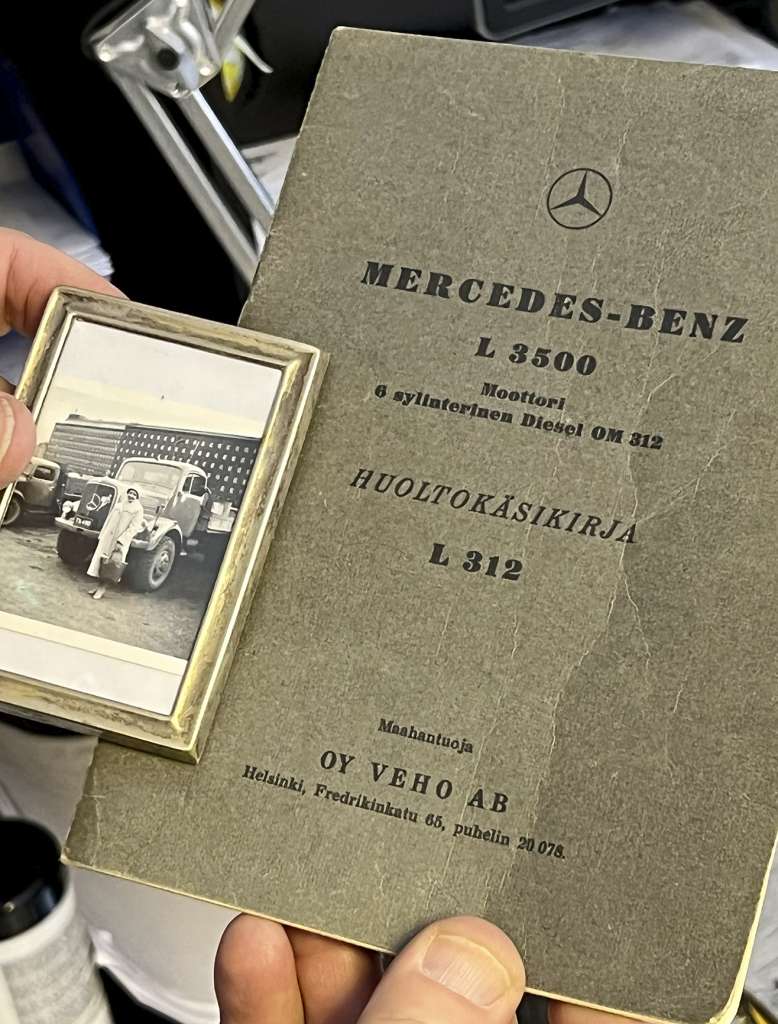 MERCEDES-BENZ
L 3500
Moottori
6 sylinterinen Diesel OM 312
HUOLTOKÄSIKIRJA
L 312
Maahantuoja
OY VEHO AB
Helsinki, Fredrikinkatu 65, puhelin 20 078.